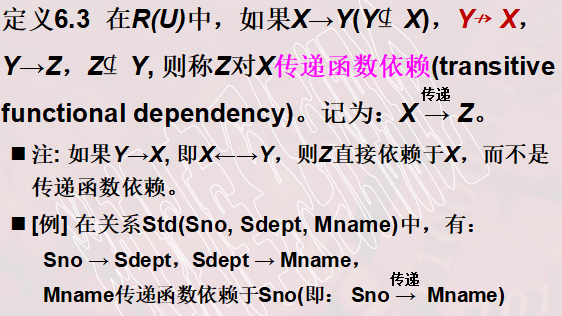 定义6.3 在R(U)中，如果X→Y(Y⊈ X)，Y↛ X，
Y→Z，Z⊈ Y, 则称Z对X传递函数依赖(transitive
functional dependency)。记为：X 传递→ Z。
■ 注: 如果Y→X, 即X←→Y，则Z直接依赖于X，而不是
传递函数依赖。
■ [例] 在关系Std(Sno, Sdept, Mname)中，有：
Sno → Sdept，Sdept → Mname，
Mname传递函数依赖于Sno(即： Sno 传递→ Mname)